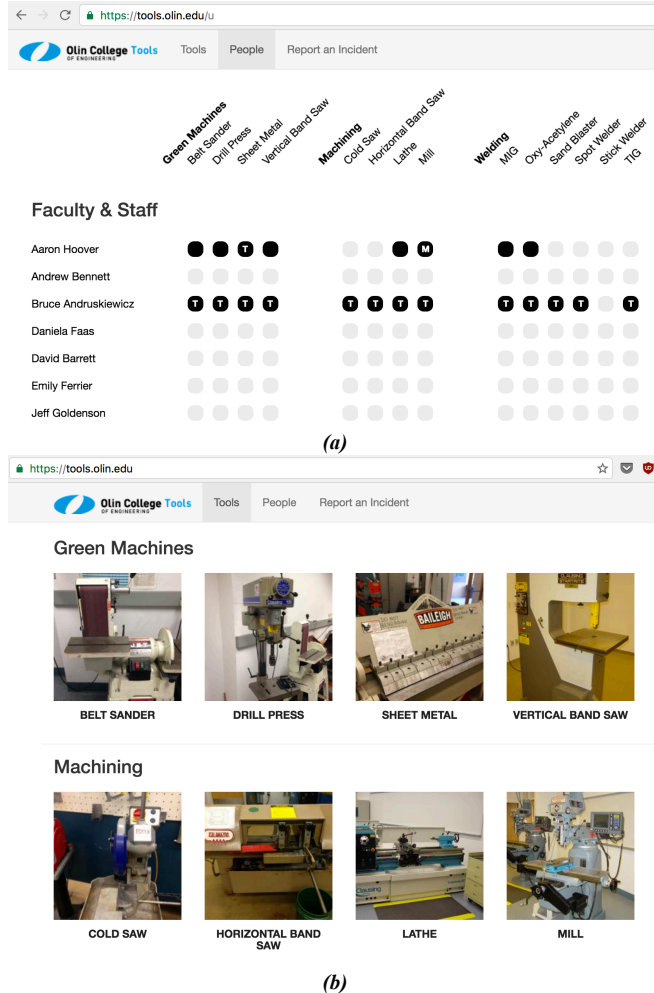 https://tools.olin.edu/u
Olin College Tools
OF ENGINEERING
Tools People Report an Incident
Green Machines
Belt Sander
Drill Press
Sheet Metal
Vertical Band Saw
Machining
Cold Saw
Horizontal Band Saw
Lathe
Mill
Welding
MIG
Oxy-Acetylene
Sand Blaster
Spot Welder
Stick Welder
TIG
Faculty & Staff
Aaron Hoover T M
Andrew Bennett
Bruce Andruskiewicz T T T T T T T T T T T T T
Daniela Faas
David Barrett
Emily Ferrier
Jeff Goldenson
(a)
https://tools.olin.edu
Olin College Tools
OF ENGINEERING
Tools People Report an Incident
Green Machines
BAILEIGH
CLAUSING
BELT SANDER DRILL PRESS SHEET METAL VERTICAL BAND SAW
Machining
Clausing
COLD SAW HORIZONTAL BAND LATHE MILL
SAW
(b)